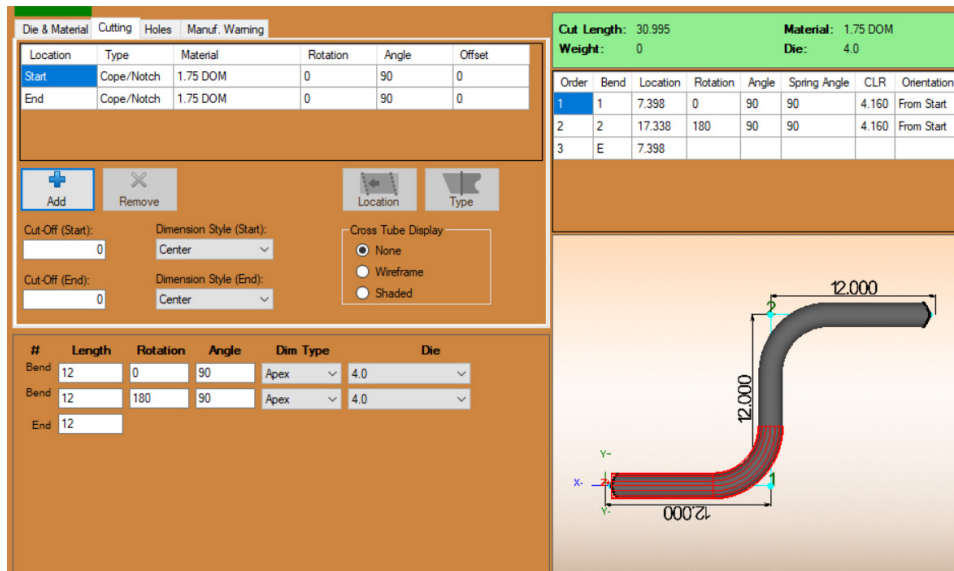 Die & Material Cutting Holes Manuf. Warning
Location Type Material Rotation Angle Offset
Start Cope/Notch 1.75 DOM 0 90 0
End Cope/Notch 1.75 DOM 0 90 0
Add Remove Location Type
Cut-Off (Start): Dimension Style (Start):
0 Center
Cut-Off (End): Dimension Style (End):
0 Center
Cross Tube Display
None
Wireframe
Shaded
# Length Rotation Angle Dim Type Die
Bend 12 0 90 Apex 4.0
Bend 12 180 90 Apex 4.0
End 12
Cut Length: 30.995 Material: 1.75 DOM
Weight: 0 Die: 4.0
Order Bend Location Rotation Angle Spring Angle CLR Orientation
1 1 7.398 0 90 90 4.160 From Start
2 2 17.338 180 90 90 4.160 From Start
3 E 7.398
12.000
2
12.000
Y-
X-
Y-
1
12.000